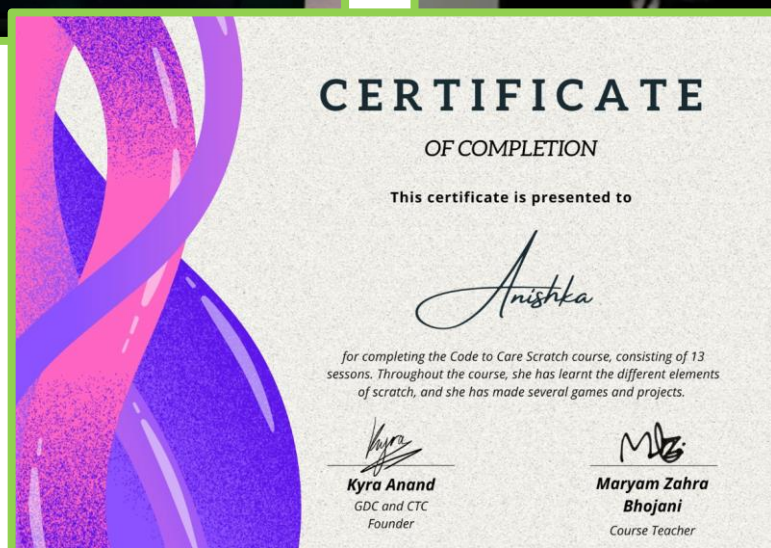 CERTIFICATE
OF COMPLETION
This certificate is presented to
Anishka
for completing the Code to Care Scratch course, consisting of 13
sessons. Throughout the course, she has learnt the different elements
of scratch, and she has made several games and projects.
Kyra
Kyra Anand
GDC and CTC
Founder
Maryam Zahra
Bhojani
Course Teacher